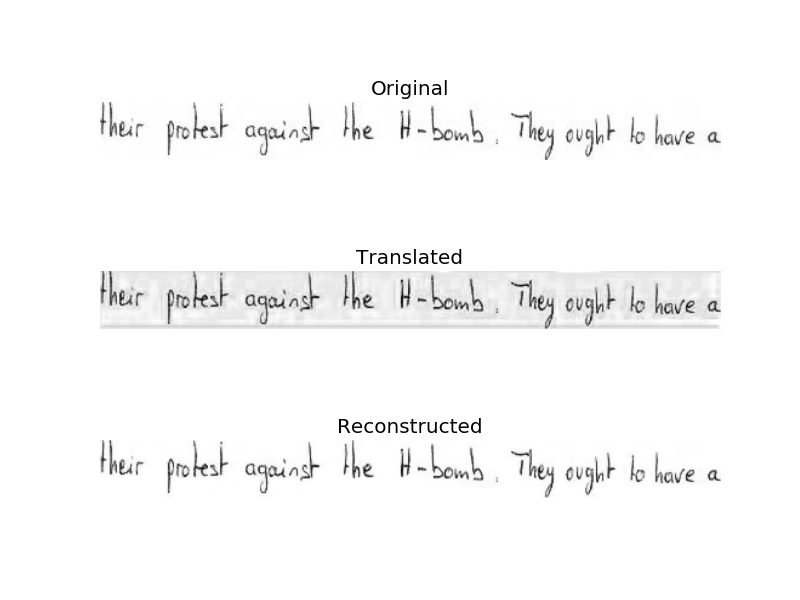 Original
their protest against the H-bomb. They ought to have a
Translated
their protest against the H-bomb. They ought to have a
Reconstructed
their protest against the H-bomb. They ought to have a